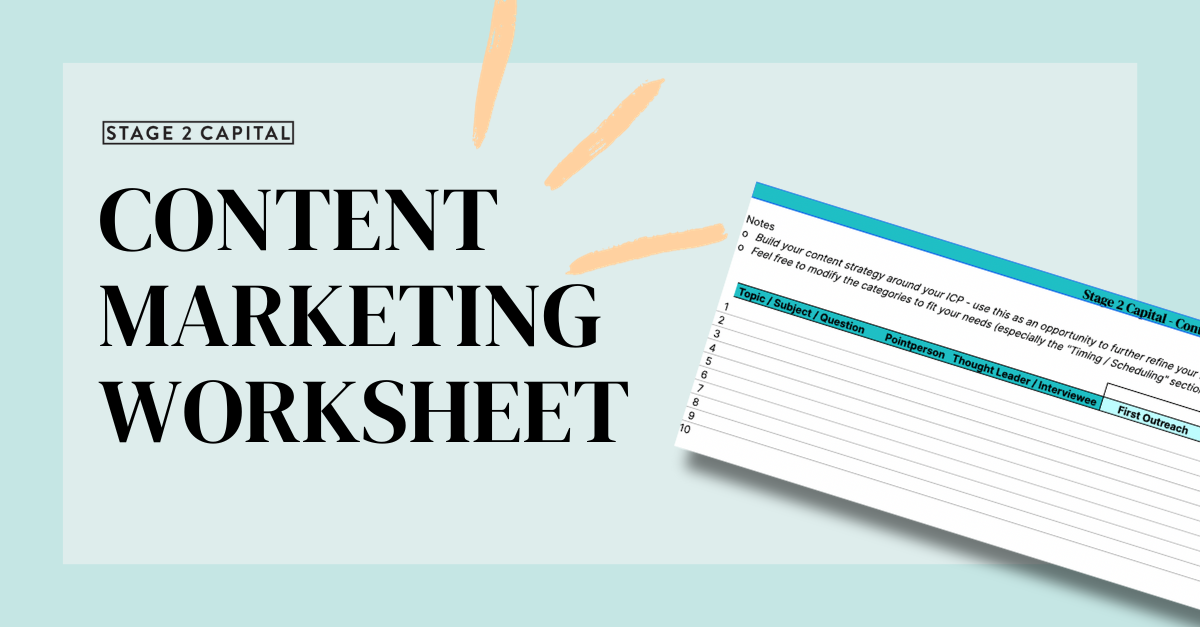 STAGE 2 CAPITAL
CONTENT
MARKETING
WORKSHEET
Stage 2 Capital -
Notes
o Build your content strategy around your ICP - use this as an opportunity to further refine your
o Feel free to modify the categories to fit your needs (especially the "Timing / Scheduling"
Topic / Subject / Question Pointperson Thought Leader / Interviewee First Outreach
1
2
3
4
5
6
7
8
9
10